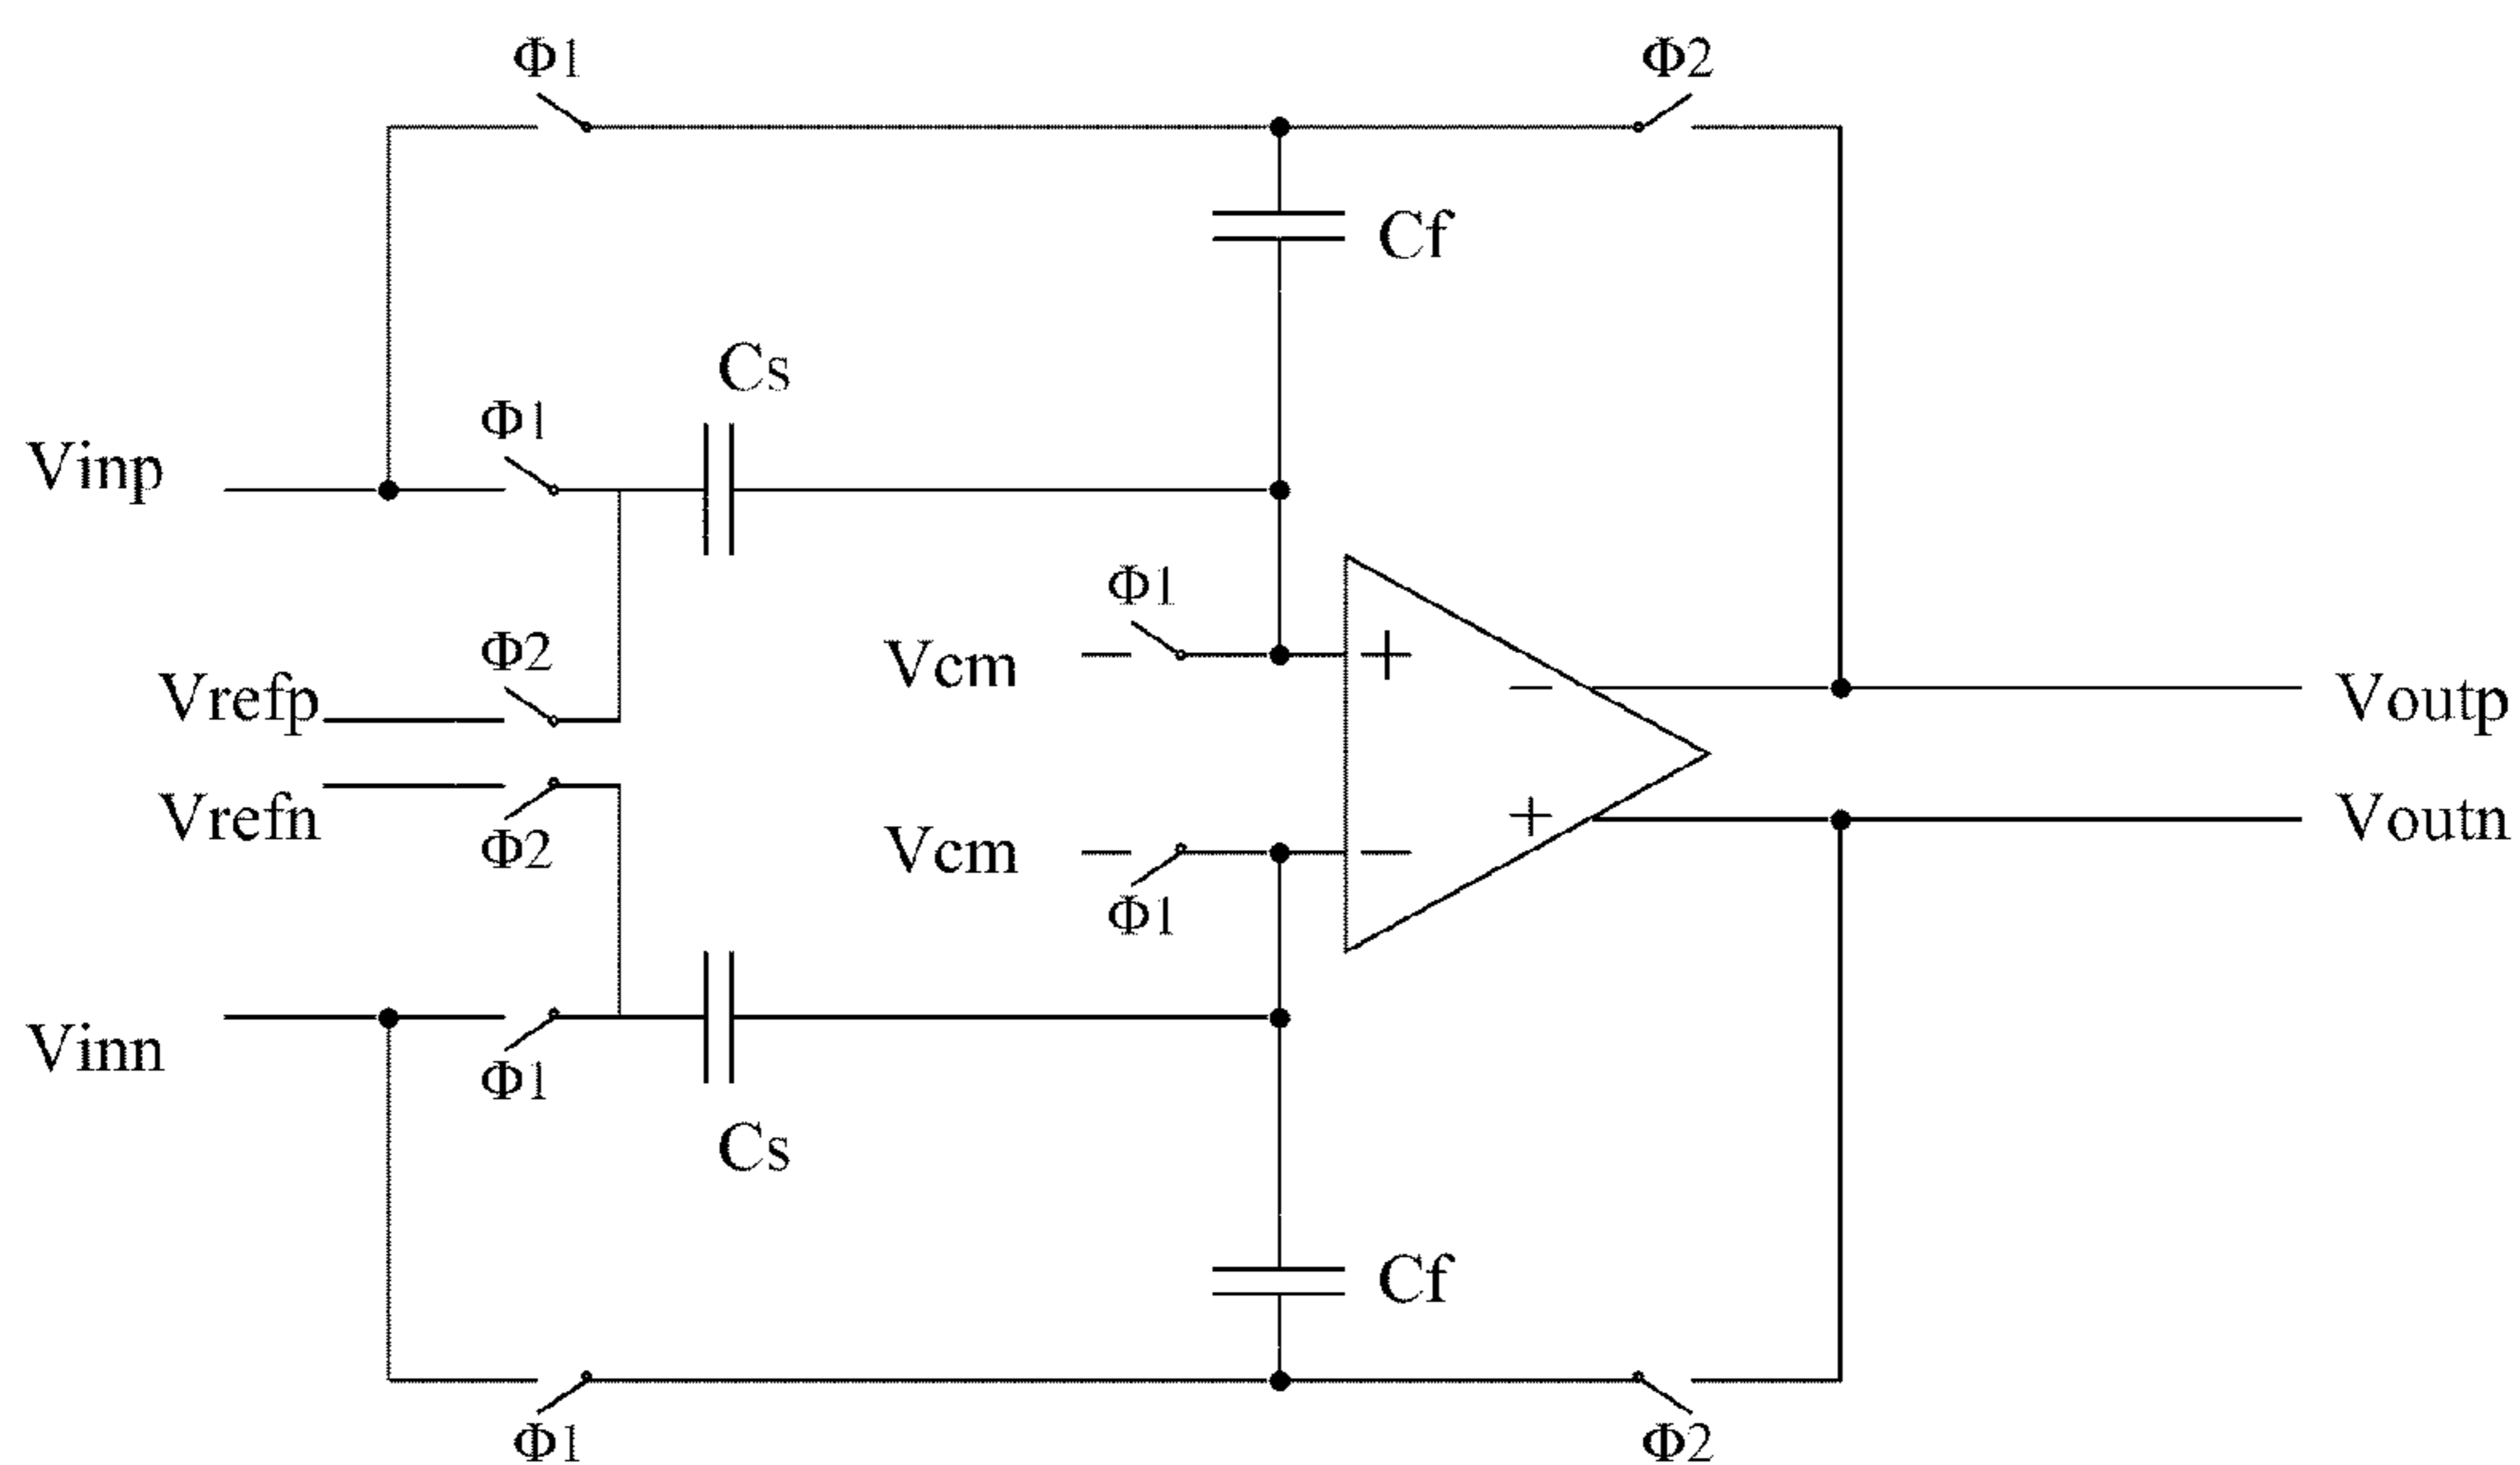 Φ1
Φ2
Cf
Cs
Φ1
Vinp
Φ1
Φ2
Vcm
+
Vrefp
−
Voutp
Vrefn
+
Voutn
Φ2
Vcm
−
Φ1
Vinn
Φ1
Cs
Cf
Φ1
Φ2